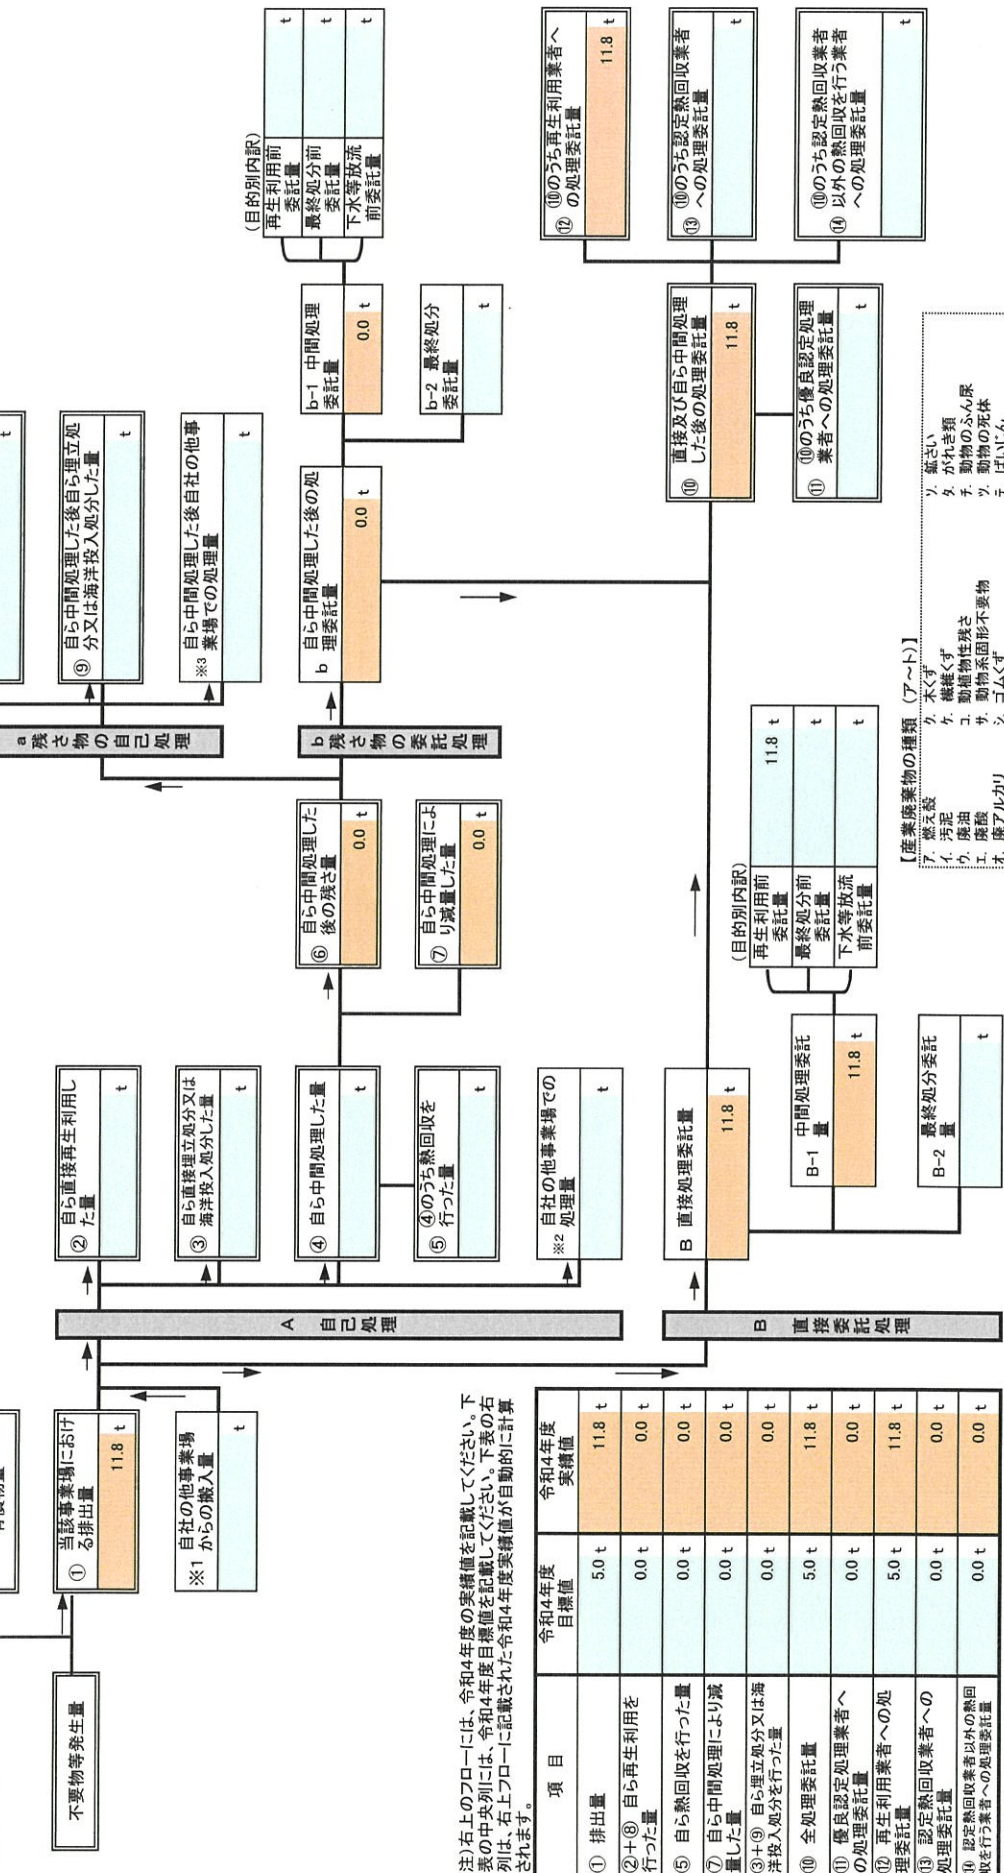 不要物等発生量
有償物量
① 当該事業場におけ
る排出量
11.8 t
※1 自社の他事業場
からの搬入量
t
A 自己処理
② 自ら直接再生利用し
た量
t
③ 自ら直接埋立処分又は
海洋投入処分した量
t
④ 自ら中間処理した量
t
⑤ ④のうち熱回収を
行った量
t
※2 自社の他事業場での
処理量
t
⑥ 自ら中間処理した
後の残さ量
0.0 t
⑦ 自ら中間処理によ
り減量した量
0.0 t
a 残さ物の自己処理
t
⑨ 自ら中間処理した後自ら埋立処
分又は海洋投入処分した量
t
※3 自ら中間処理した後自社の他事
業場での処理量
t
b 残さ物の委託処理
b 自ら中間処理した後の処
理委託量
0.0 t
b-1 中間処理
委託量
0.0 t
b-2 最終処分
委託量
t
(目的別内訳)
再生利用前
委託量
t
最終処分前
委託量
t
下水等放流
前委託量
t
B 直接委託処理
B 直接処理委託量
11.8 t
B-1 中間処理委託
量
11.8 t
B-2 最終処分委託
量
t
(目的別内訳)
再生利用前
委託量
11.8 t
最終処分前
委託量
t
下水等放流
前委託量
t
⑩ 直接及び自ら中間処理
した後の処理委託量
11.8 t
⑪ ⑩のうち優良認定処理
業者への処理委託量
t
⑫ ⑩のうち再生利用業者へ
の処理委託量
11.8 t
⑬ ⑩のうち認定熱回収業者
への処理委託量
t
⑭ ⑩のうち認定熱回収業者
以外の熱回収を行う業者
への処理委託量
t
注)右上のフローには、令和4年度の実績値を記載してください。下
表の中央列には、令和4年度目標値を記載してください。下表の右
列は、右上フローに記載された令和4年度実績値が自動的に計算
されます。
項 目 令和4年度 目標値 令和4年度 実績値
① 排出量 5.0 t 11.8 t
②+⑧ 自ら再生利用を
行った量 0.0 t 0.0 t
⑤ 自ら熱回収を行った量 0.0 t 0.0 t
⑦ 自ら中間処理により減
量した量 0.0 t 0.0 t
③+⑨ 自ら埋立処分又は海
洋投入処分を行った量 0.0 t 0.0 t
⑩ 全処理委託量 5.0 t 11.8 t
⑪ 優良認定処理業者へ
の処理委託量 0.0 t 0.0 t
⑫ 再生利用業者への処
理委託量 5.0 t 11.8 t
⑬ 認定熱回収業者への
処理委託量 0.0 t 0.0 t
⑭ 認定熱回収業者以外の熱回
収を行う業者への処理委託量 0.0 t 0.0 t
【産業廃棄物の種類 (ア～ト)】
ア. 燃え殻
イ. 汚泥
ウ. 廃油
エ. 廃酸
オ. 廃アルカリ
ク. 木くず
ケ. 繊維くず
コ. 動植物性残さ
サ. 動物系固形不要物
シ. ゴムくず
ソ. 鉱さい
タ. がれき類
チ. 動物のふん尿
ツ. 動物の死体
テ. ばいじん